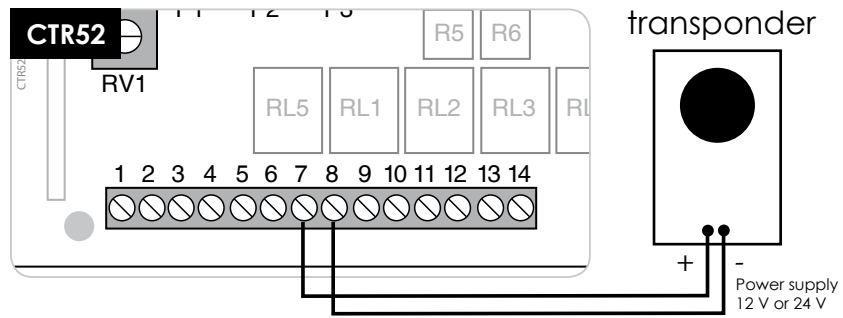 transponder
CTR52
R5 R6
CTR52
RV1
RL5 RL1 RL2 RL3
1 2 3 4 5 6 7 8 9 10 11 12 13 14
+ -
Power supply
12 V or 24 V